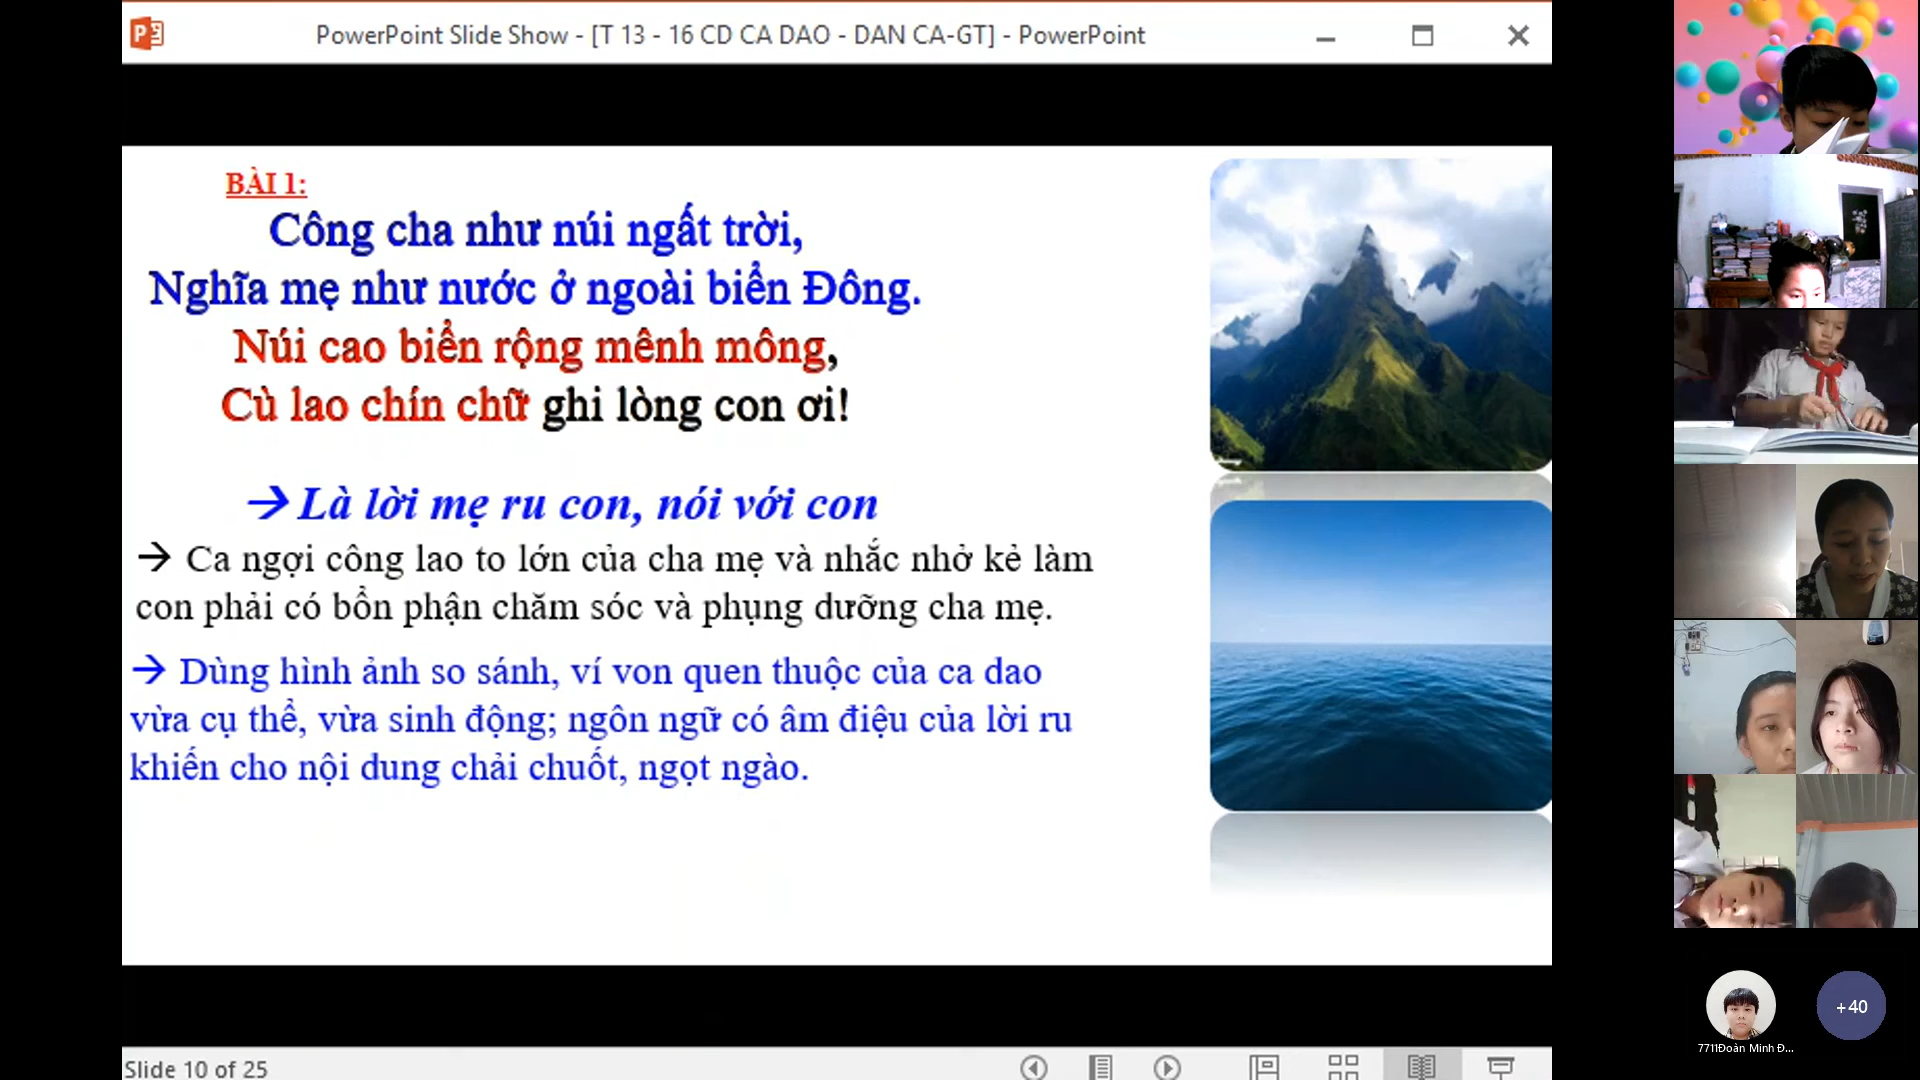 PowerPoint Slide Show - [T 13 - 16 CD CA DAO - DAN CA-GT] - PowerPoint
BÀI 1:
Công cha như núi ngất trời,
Nghĩa mẹ như nước ở ngoài biển Đông.
Núi cao biển rộng mênh mông,
Cù lao chín chữ ghi lòng con ơi!
→ Là lời mẹ ru con, nói với con
→ Ca ngợi công lao to lớn của cha mẹ và nhắc nhở kẻ làm
con phải có bổn phận chăm sóc và phụng dưỡng cha mẹ.
→ Dùng hình ảnh so sánh, ví von quen thuộc của ca dao
vừa cụ thể, vừa sinh động; ngôn ngữ có âm điệu của lời ru
khiến cho nội dung chải chuốt, ngọt ngào.
+40
7711Đoàn Minh Đ...
Slide 10 of 25